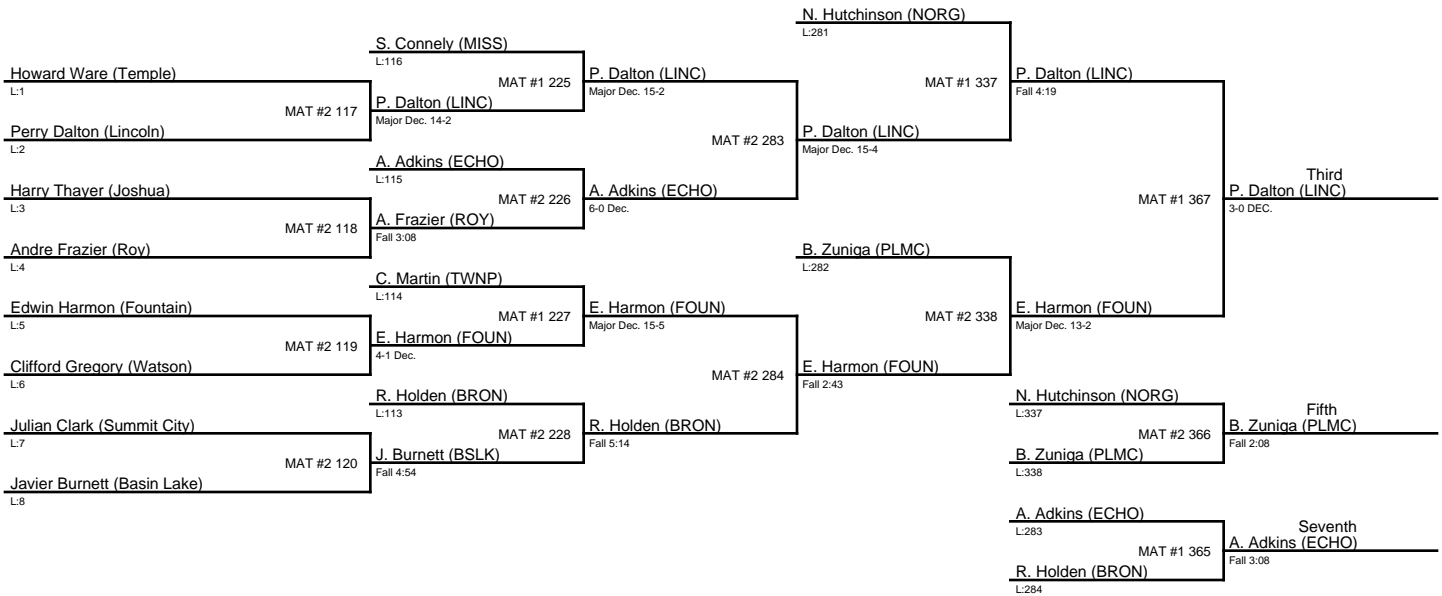 N. Hutchinson (NORG)
L:281
S. Connely (MISS)
L:116
Howard Ware (Temple)
L:1
MAT #1 225
P. Dalton (LINC)
Major Dec. 15-2
MAT #1 337
P. Dalton (LINC)
Fall 4:19
MAT #2 117
P. Dalton (LINC)
Major Dec. 14-2
Perry Dalton (Lincoln)
L:2
MAT #2 283
P. Dalton (LINC)
Major Dec. 15-4
A. Adkins (ECHO)
L:115
Third
Harry Thayer (Joshua)
L:3
MAT #2 226
A. Adkins (ECHO)
6-0 Dec.
MAT #1 367
P. Dalton (LINC)
3-0 DEC.
MAT #2 118
A. Frazier (ROY)
Fall 3:08
Andre Frazier (Roy)
L:4
B. Zuniga (PLMC)
L:282
C. Martin (TWNP)
L:114
Edwin Harmon (Fountain)
L:5
MAT #1 227
E. Harmon (FOUN)
Major Dec. 15-5
MAT #2 338
E. Harmon (FOUN)
Major Dec. 13-2
MAT #2 119
E. Harmon (FOUN)
4-1 Dec.
Clifford Gregory (Watson)
L:6
MAT #2 284
E. Harmon (FOUN)
Fall 2:43
R. Holden (BRON)
L:113
N. Hutchinson (NORG)
L:337
Fifth
Julian Clark (Summit City)
L:7
MAT #2 228
R. Holden (BRON)
Fall 5:14
MAT #2 366
B. Zuniga (PLMC)
Fall 2:08
MAT #2 120
J. Burnett (BSLK)
Fall 4:54
B. Zuniga (PLMC)
L:338
Javier Burnett (Basin Lake)
L:8
A. Adkins (ECHO)
L:283
Seventh
MAT #1 365
A. Adkins (ECHO)
Fall 3:08
R. Holden (BRON)
L:284